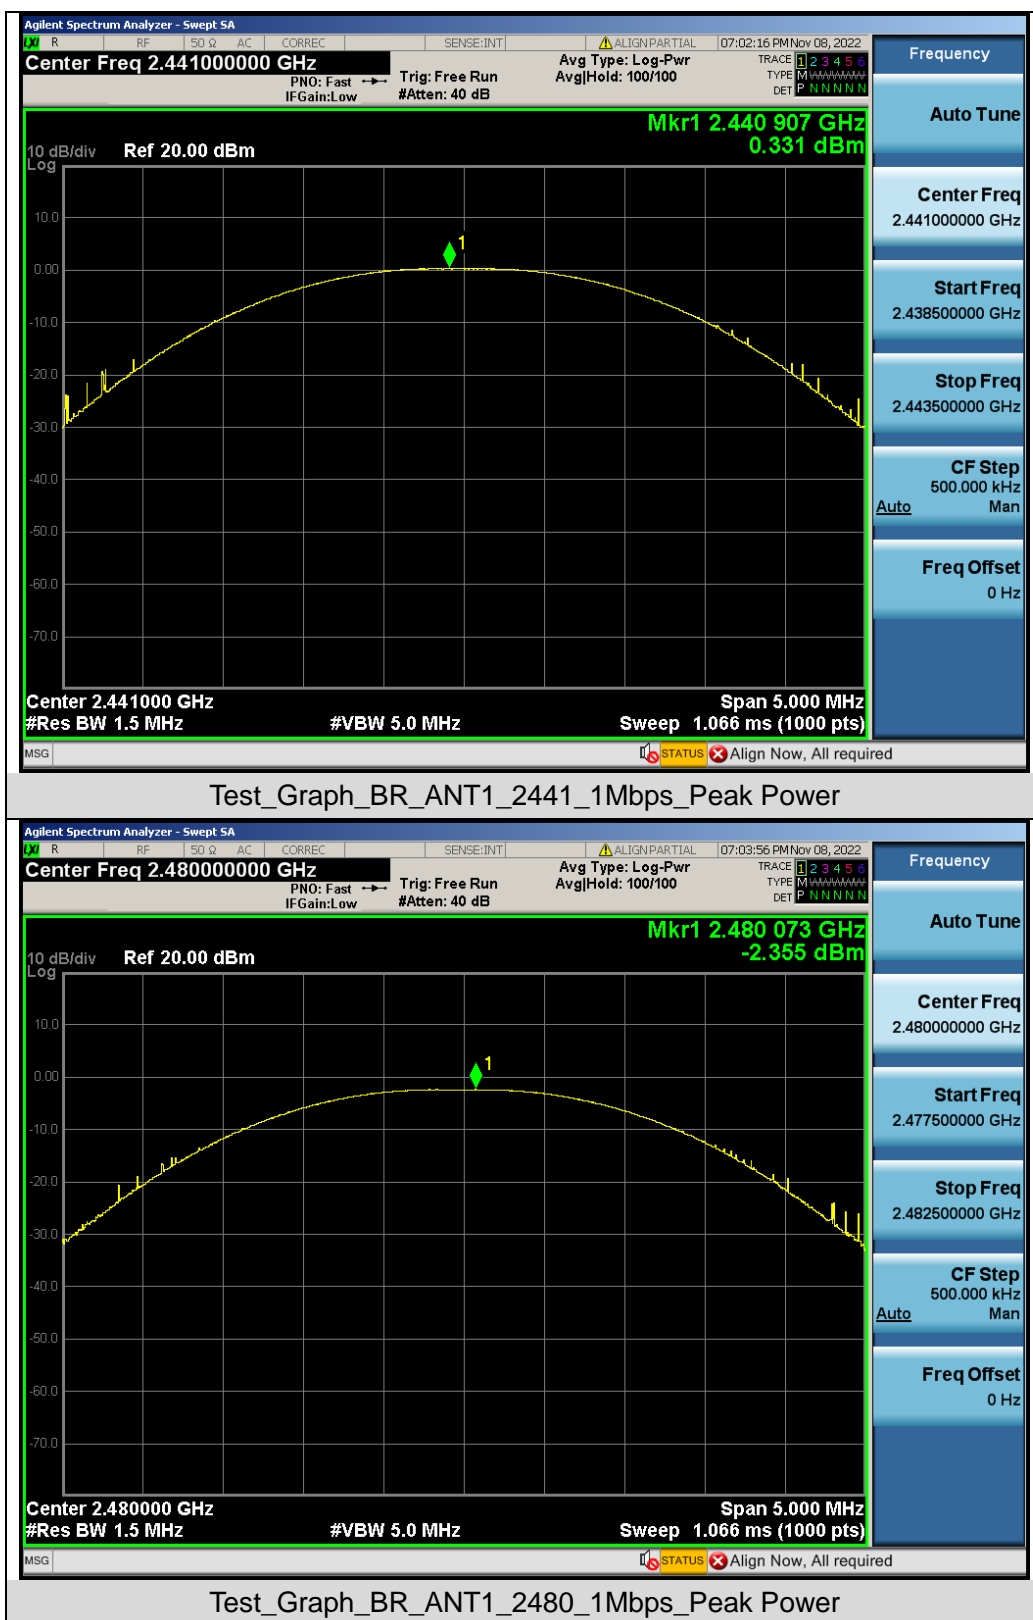 Agilent Spectrum Analyzer - Swept SA
LXI R RF 50 Ω AC CORREC SENSE:INT ALIGN PARTIAL 07:02:16 PM Nov 08, 2022
Center Freq 2.441000000 GHz
PNO: Fast
IFGain:Low
Trig: Free Run
#Atten: 40 dB
Avg Type: Log-Pwr
Avg|Hold: 100/100
TRACE 1 2 3 4 5 6
TYPE M
DET P N N N N N
Mkr1 2.440 907 GHz
0.331 dBm
10 dB/div Ref 20.00 dBm
Log
10.0
1
0.00
-10.0
-20.0
-30.0
-40.0
-50.0
-60.0
-70.0
Center 2.441000 GHz Span 5.000 MHz
#Res BW 1.5 MHz #VBW 5.0 MHz Sweep 1.066 ms (1000 pts)
MSG STATUS Align Now, All required
Frequency
Auto Tune
Center Freq
2.441000000 GHz
Start Freq
2.438500000 GHz
Stop Freq
2.443500000 GHz
CF Step
500.000 kHz
Auto Man
Freq Offset
0 Hz
Test_Graph_BR_ANT1_2441_1Mbps_Peak Power
Agilent Spectrum Analyzer - Swept SA
LXI R RF 50 Ω AC CORREC SENSE:INT ALIGN PARTIAL 07:03:56 PM Nov 08, 2022
Center Freq 2.480000000 GHz
PNO: Fast
IFGain:Low
Trig: Free Run
#Atten: 40 dB
Avg Type: Log-Pwr
Avg|Hold: 100/100
TRACE 1 2 3 4 5 6
TYPE M
DET P N N N N N
Mkr1 2.480 073 GHz
-2.355 dBm
10 dB/div Ref 20.00 dBm
Log
10.0
1
0.00
-10.0
-20.0
-30.0
-40.0
-50.0
-60.0
-70.0
Center 2.480000 GHz Span 5.000 MHz
#Res BW 1.5 MHz #VBW 5.0 MHz Sweep 1.066 ms (1000 pts)
MSG STATUS Align Now, All required
Frequency
Auto Tune
Center Freq
2.480000000 GHz
Start Freq
2.477500000 GHz
Stop Freq
2.482500000 GHz
CF Step
500.000 kHz
Auto Man
Freq Offset
0 Hz
Test_Graph_BR_ANT1_2480_1Mbps_Peak Power